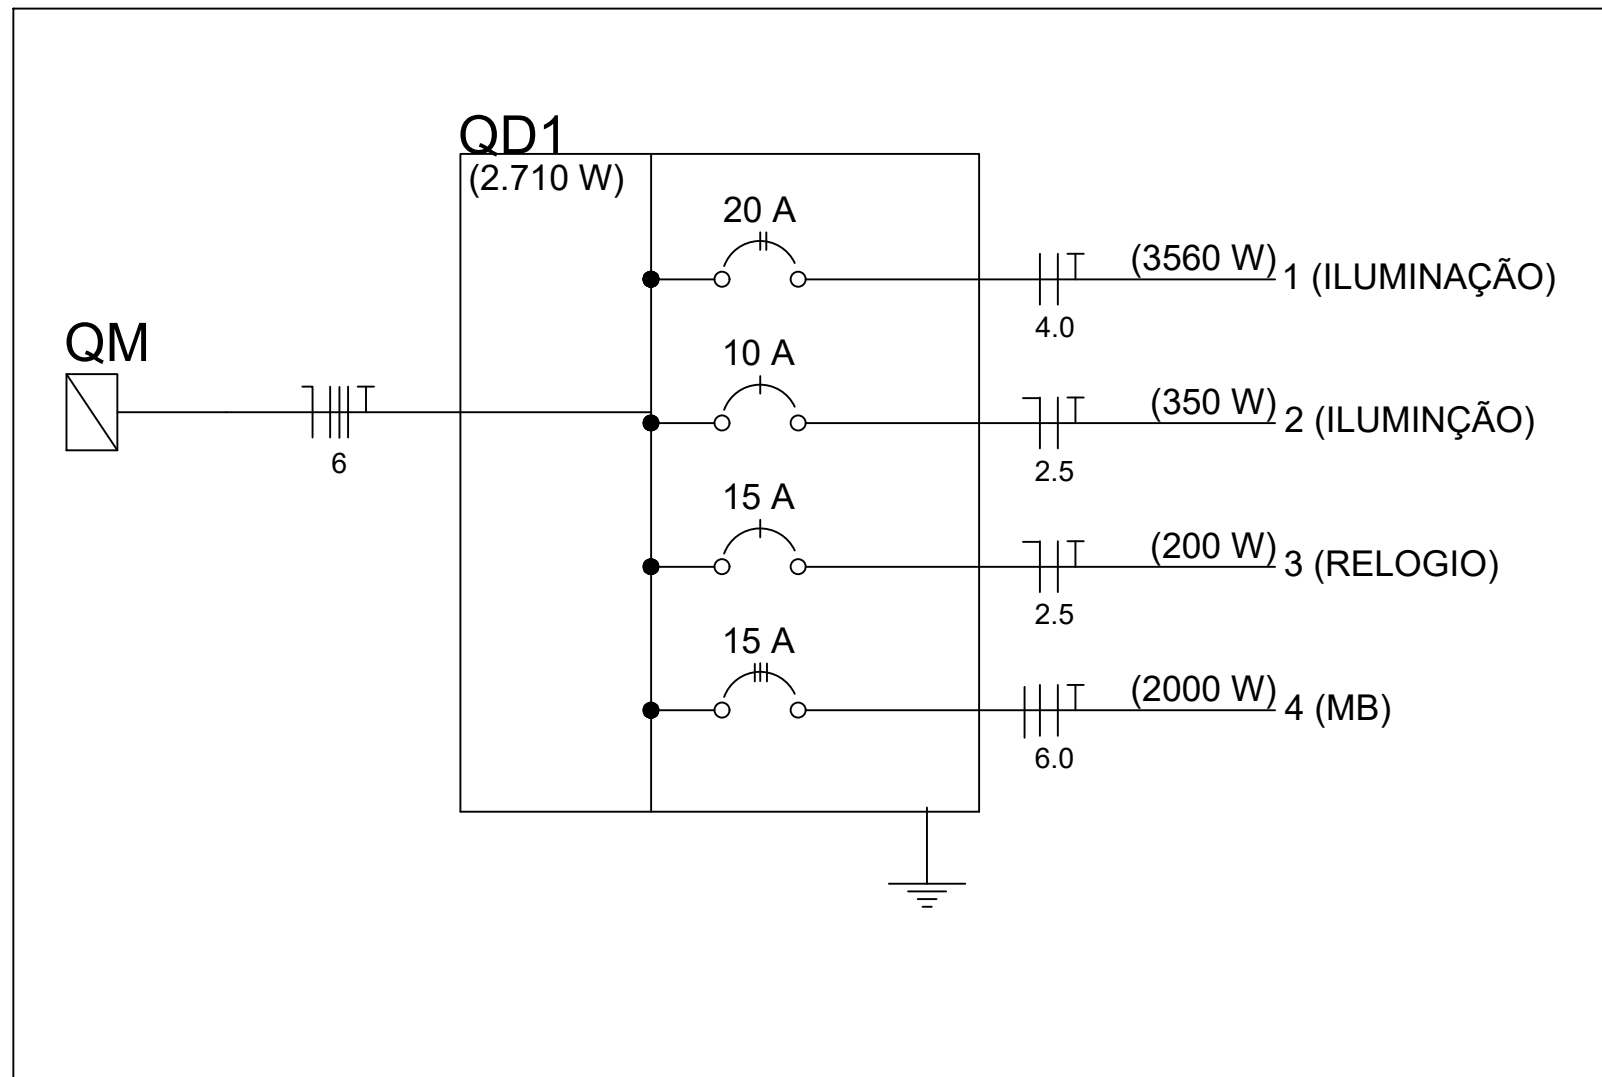 QD1
(2.710 W)
20 A
(3560 W) 1 (ILUMINAÇÃO)
4.0
QM
10 A
(350 W) 2 (ILUMINÇÃO)
6
2.5
15 A
(200 W) 3 (RELOGIO)
2.5
15 A
(2000 W) 4 (MB)
6.0